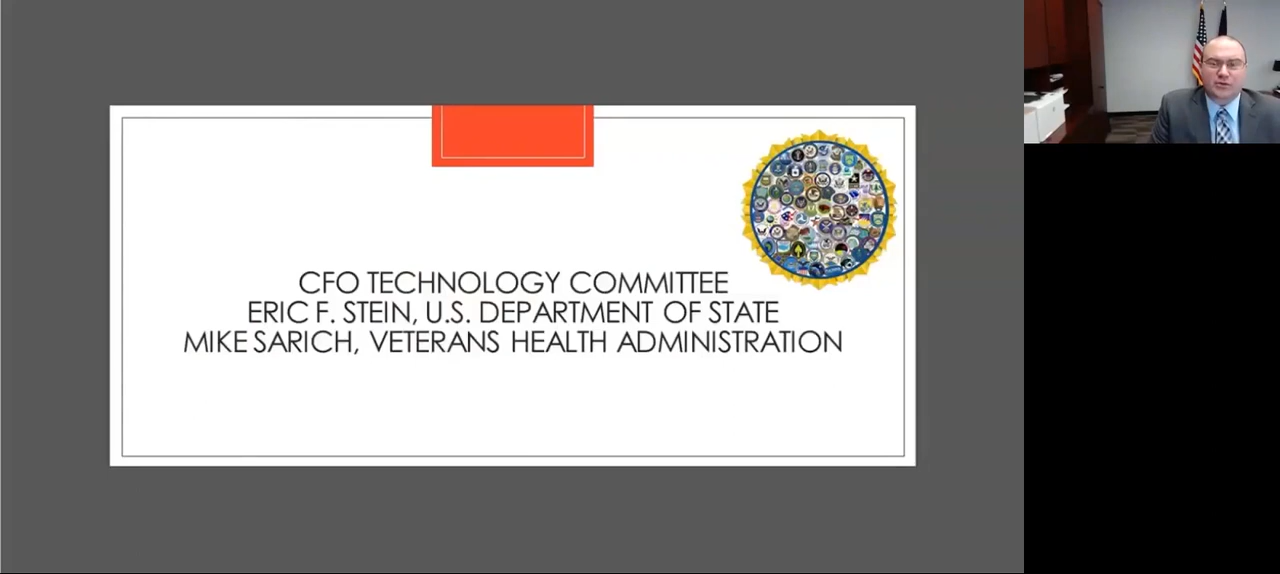 CFO TECHNOLOGY COMMITTEE
ERIC F. STEIN, U.S. DEPARTMENT OF STATE
MIKE SARICH, VETERANS HEALTH ADMINISTRATION